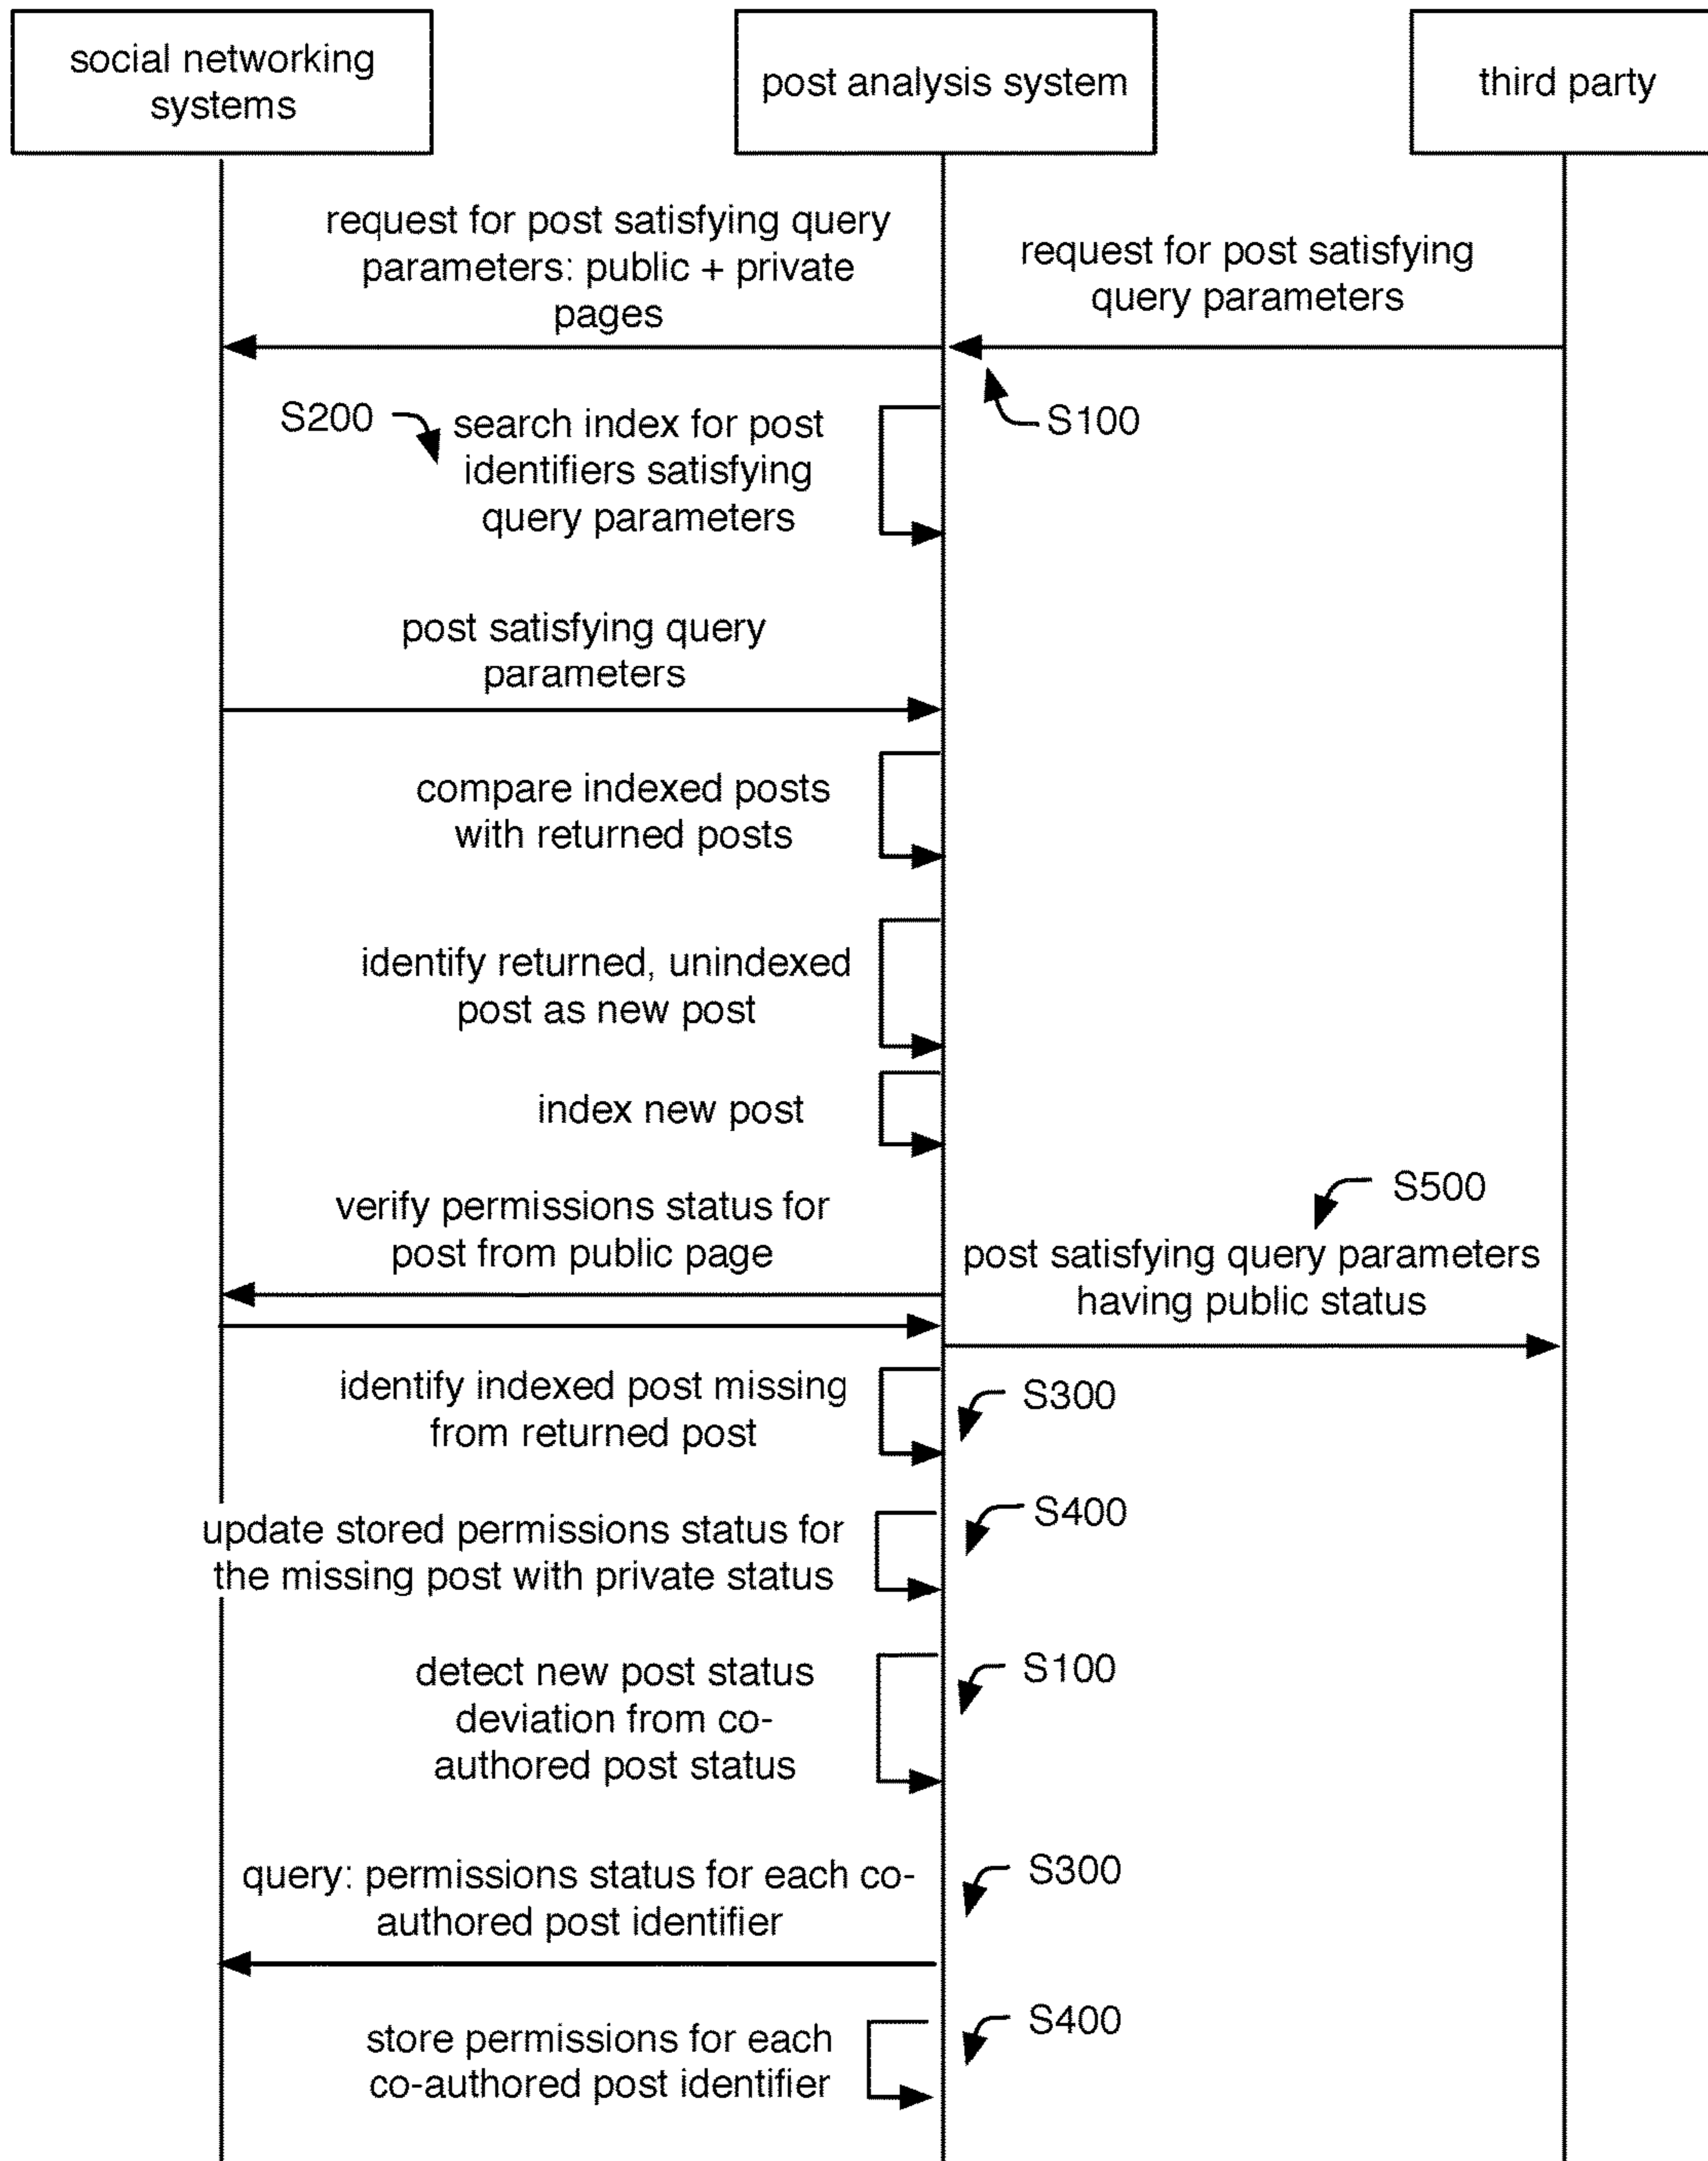 social networking
systems
post analysis system
third party
request for post satisfying query
parameters: public + private
pages
request for post satisfying
query parameters
S100
S200
search index for post
identifiers satisfying
query parameters
post satisfying query
parameters
compare indexed posts
with returned posts
identify returned, unindexed
post as new post
index new post
verify permissions status for
post from public page
S500
post satisfying query parameters
having public status
identify indexed post missing
from returned post
S300
update stored permissions status for
the missing post with private status
S400
detect new post status
deviation from co-
authored post status
S100
query: permissions status for each co-
authored post identifier
S300
store permissions for each
co-authored post identifier
S400